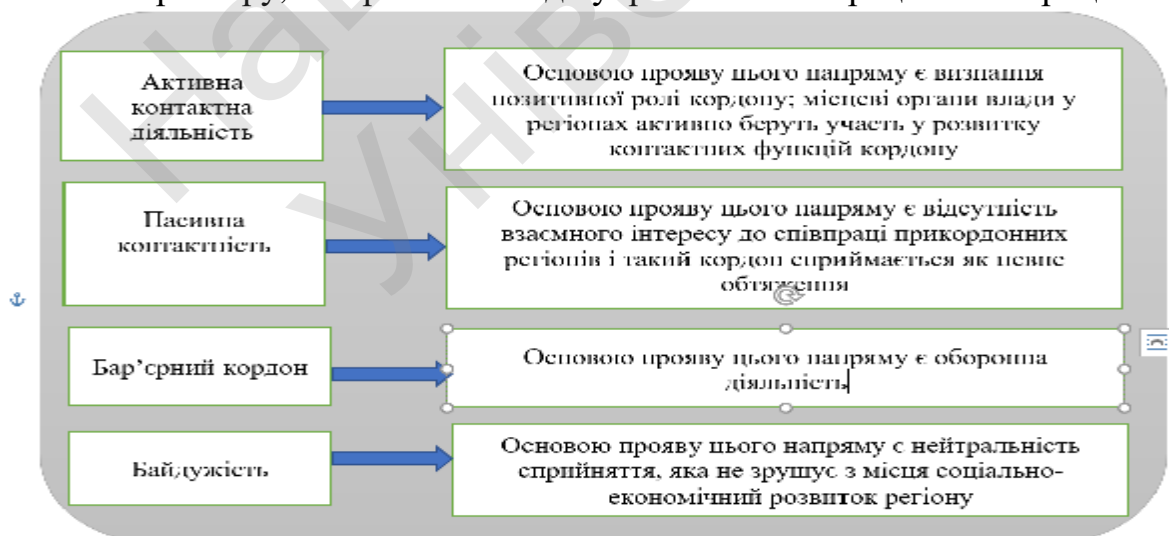 Активна
контактна
діяльність
Основою прояву цього напряму є визнання
позитивної ролі кордону; місцеві органи влади у
регіонах активно беруть участь у розвитку
контактних функцій кордону
Пасивна
контактність
Основою прояву цього напряму є відсутність
взаємного інтересу до співпраці прикордонних
регіонів і такий кордон сприймається як певне
обтяження
Бар’єрний кордон
Основою прояву цього напряму є оборонна
діяльність
Байдужість
Основою прояву цього напряму є нейтральність
сприйняття, яка не зрушує з місця соціально-
економічний розвиток регіону